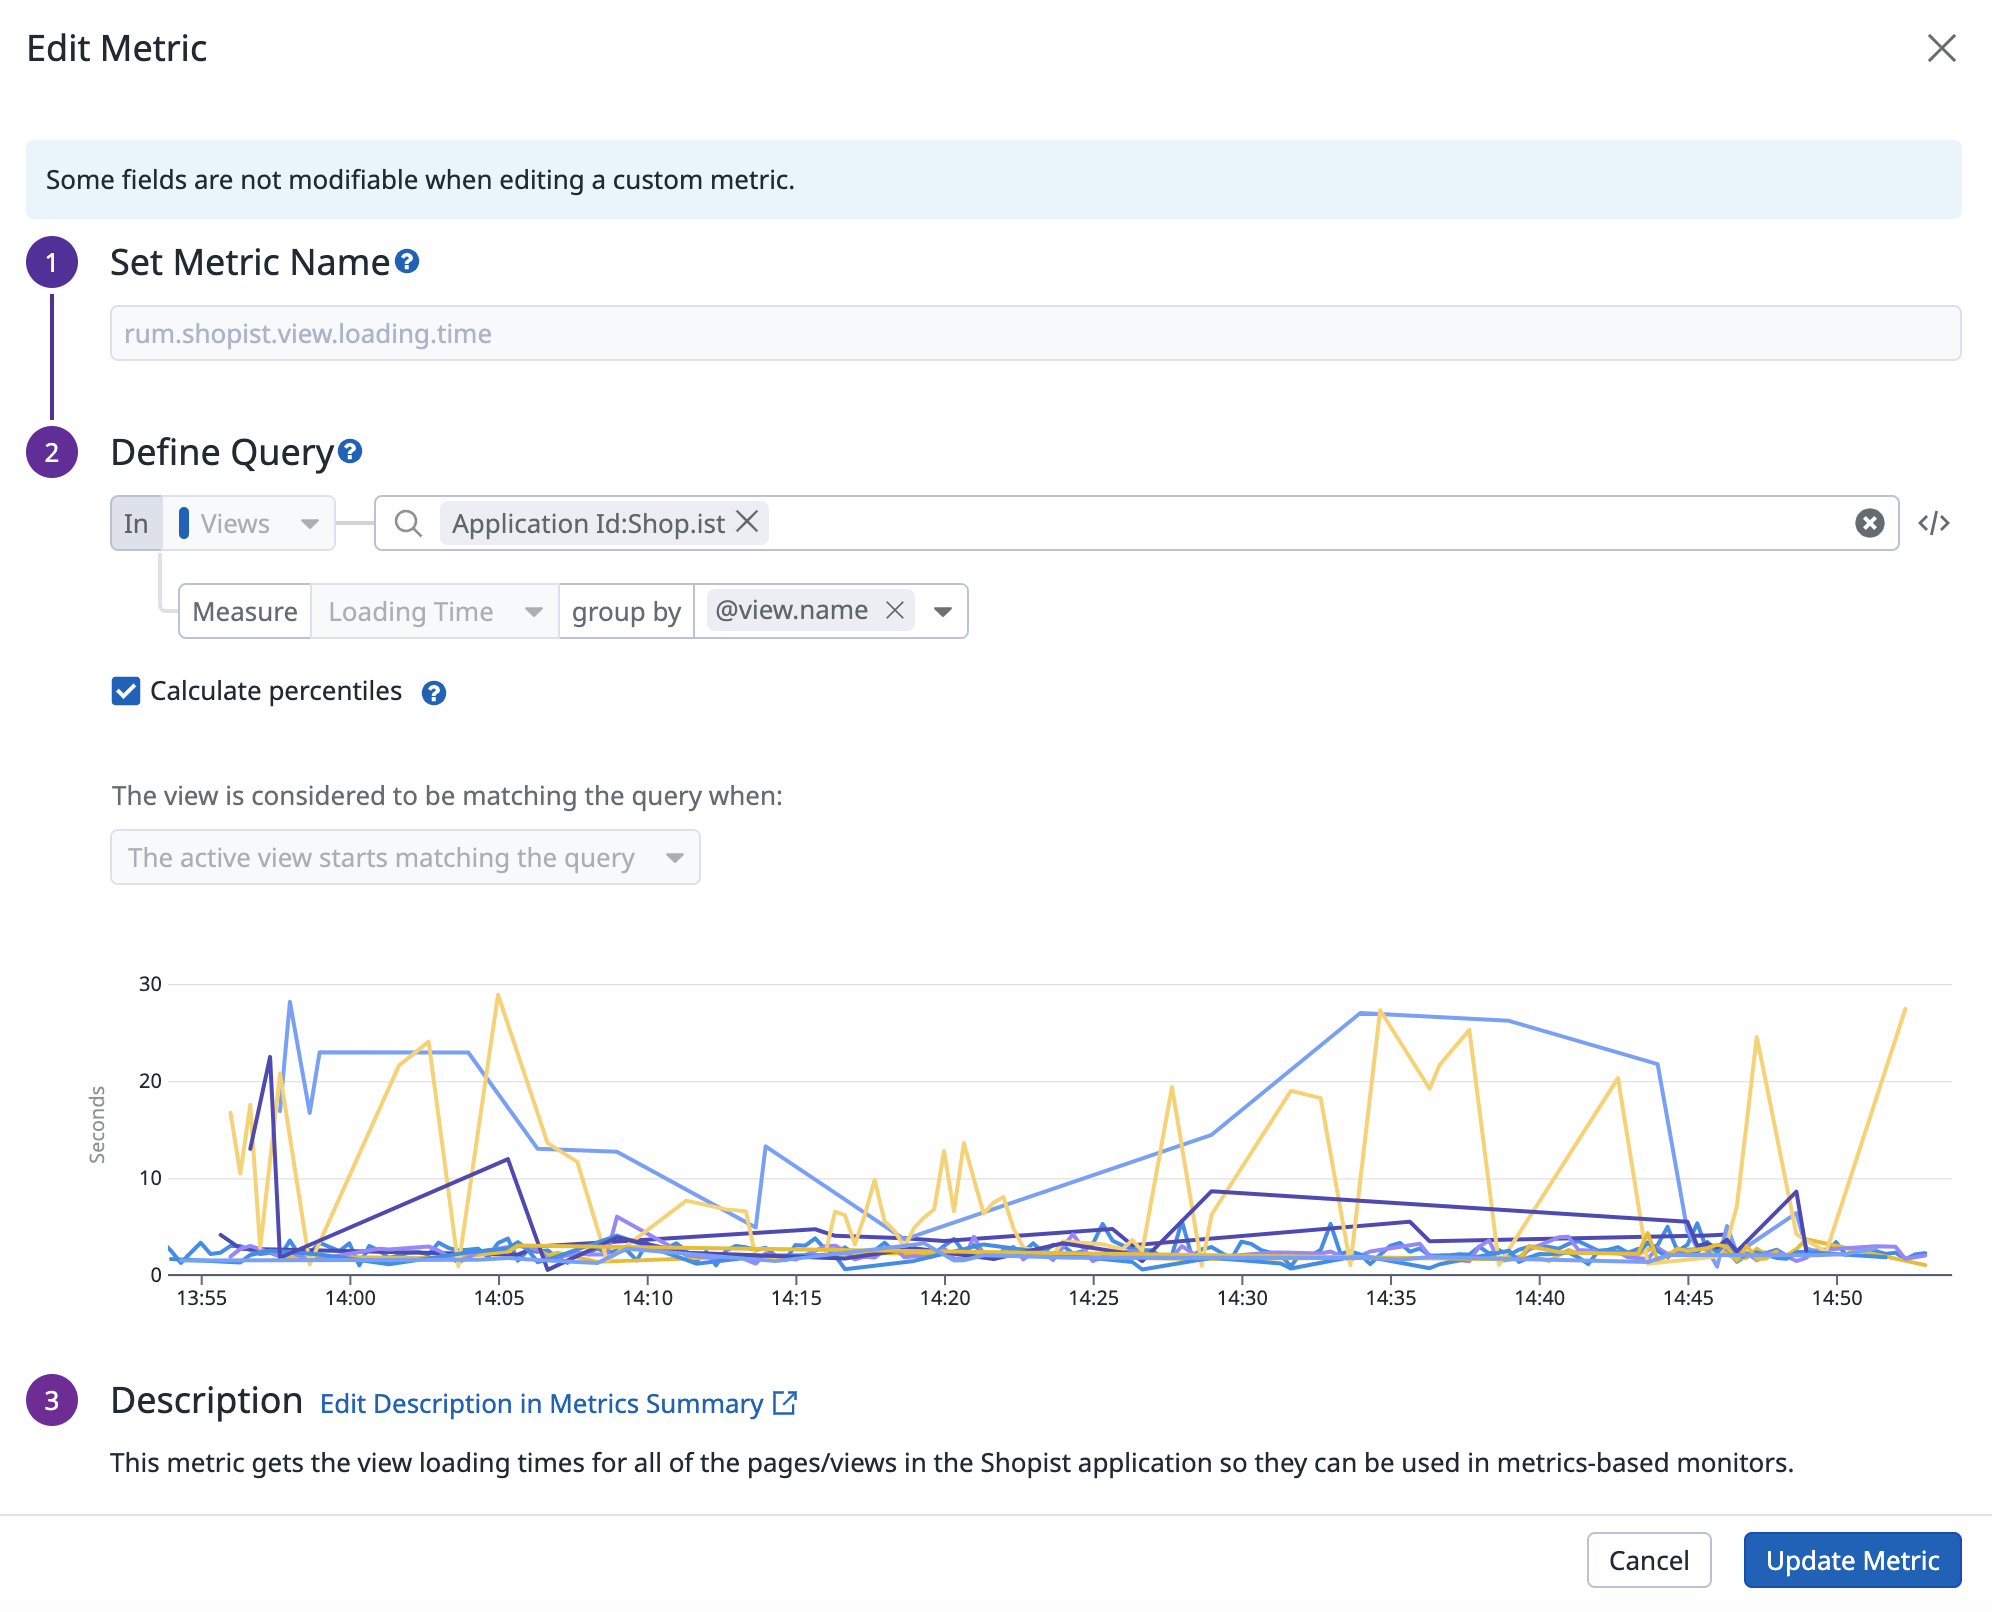 Edit Metric
Some fields are not modifiable when editing a custom metric.
1 Set Metric Name ?
rum.shopist.view.loading.time
2 Define Query ?
In Views Application Id:Shop.ist </>
Measure Loading Time group by @view.name
Calculate percentiles ?
The view is considered to be matching the query when:
The active view starts matching the query
30
20
10
0
Seconds
13:55 14:00 14:05 14:10 14:15 14:20 14:25 14:30 14:35 14:40 14:45 14:50
3 Description Edit Description in Metrics Summary
This metric gets the view loading times for all of the pages/views in the Shopist application so they can be used in metrics-based monitors.
Cancel Update Metric